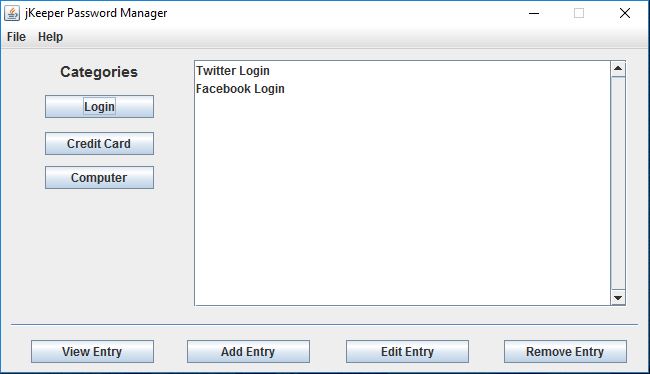 jKeeper Password Manager
File Help
Categories
Login
Credit Card
Computer
Twitter Login
Facebook Login
View Entry Add Entry Edit Entry Remove Entry